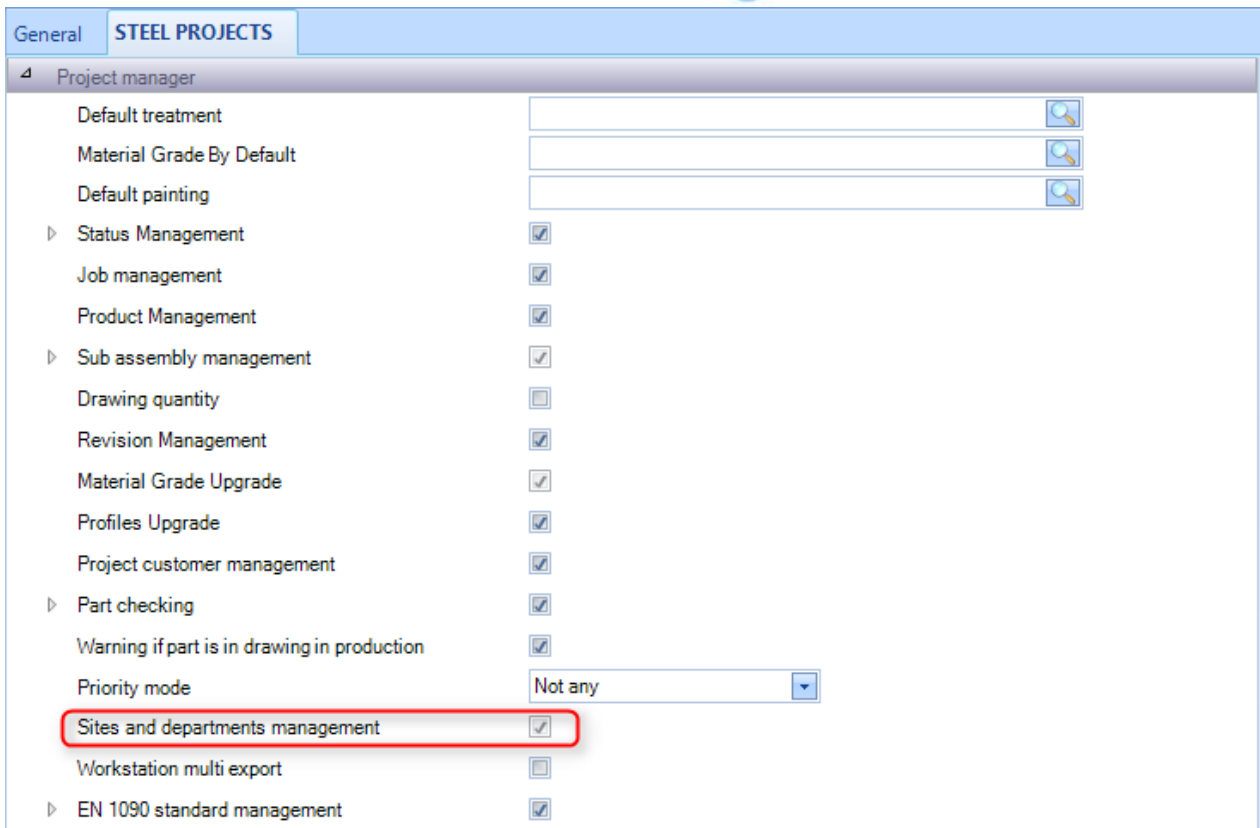 General STEEL PROJECTS
Project manager
Default treatment
Material Grade By Default
Default painting
Status Management
Job management
Product Management
Sub assembly management
Drawing quantity
Revision Management
Material Grade Upgrade
Profiles Upgrade
Project customer management
Part checking
Warning if part is in drawing in production
Priority mode Not any
Sites and departments management
Workstation multi export
EN 1090 standard management